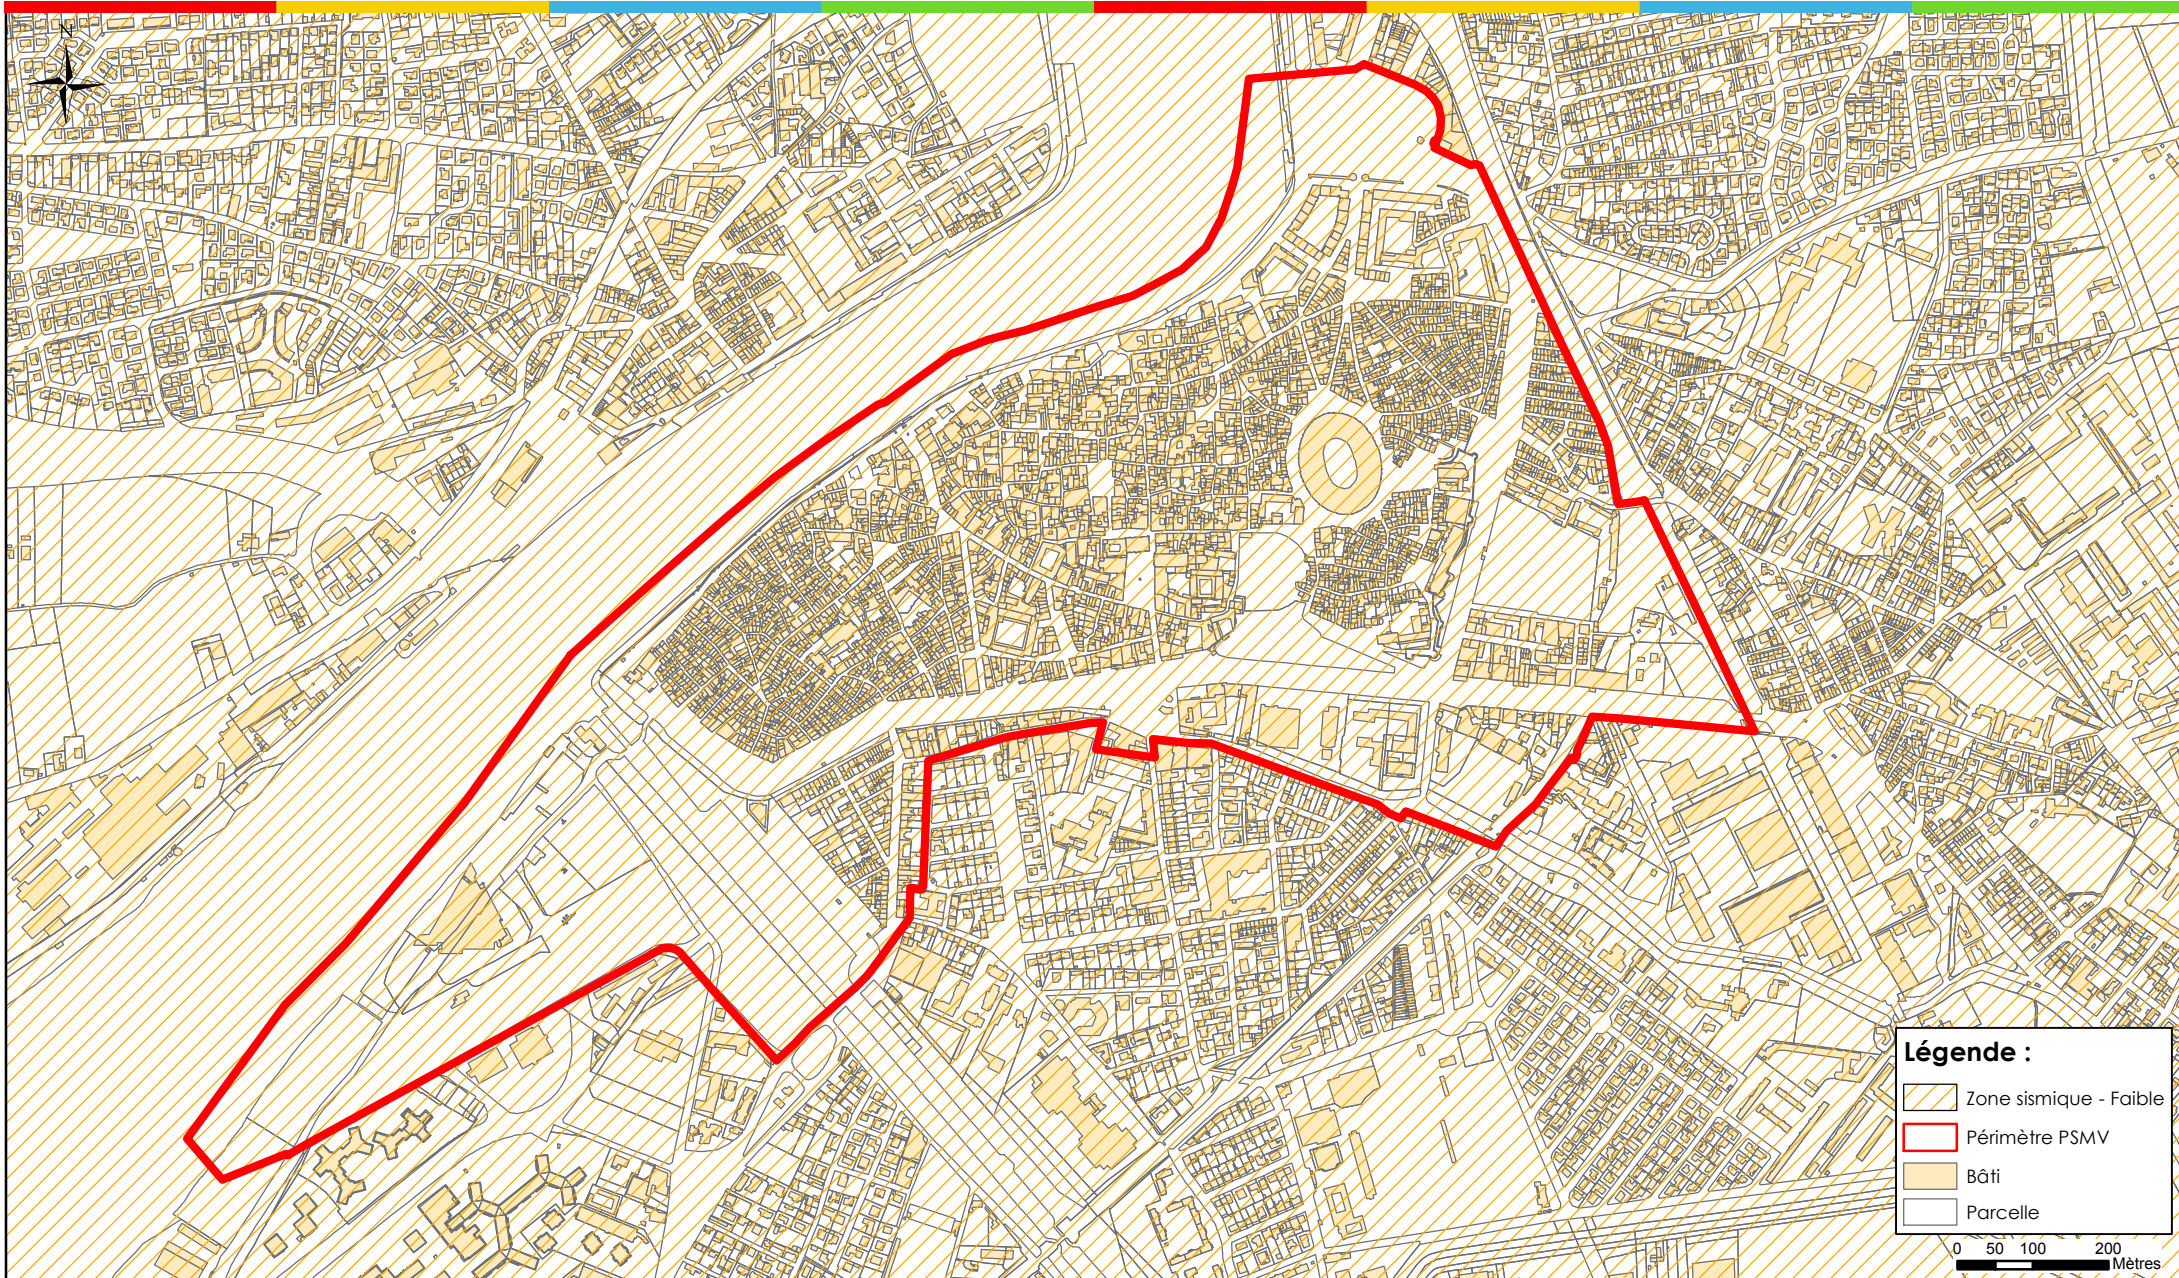 N
Légende :
Zone sismique - Faible
Périmètre PSMV
Bâti
Parcelle
0 50 100 200
Mètres